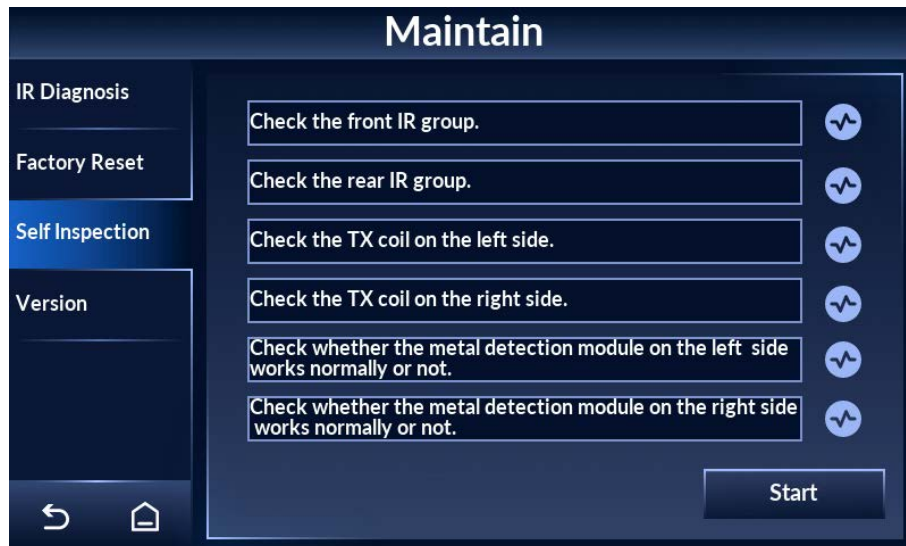 Maintain
IR Diagnosis
Factory Reset
Self Inspection
Version
Check the front IR group.
Check the rear IR group.
Check the TX coil on the left side.
Check the TX coil on the right side.
Check whether the metal detection module on the left side
works normally or not.
Check whether the metal detection module on the right side
works normally or not.
Start